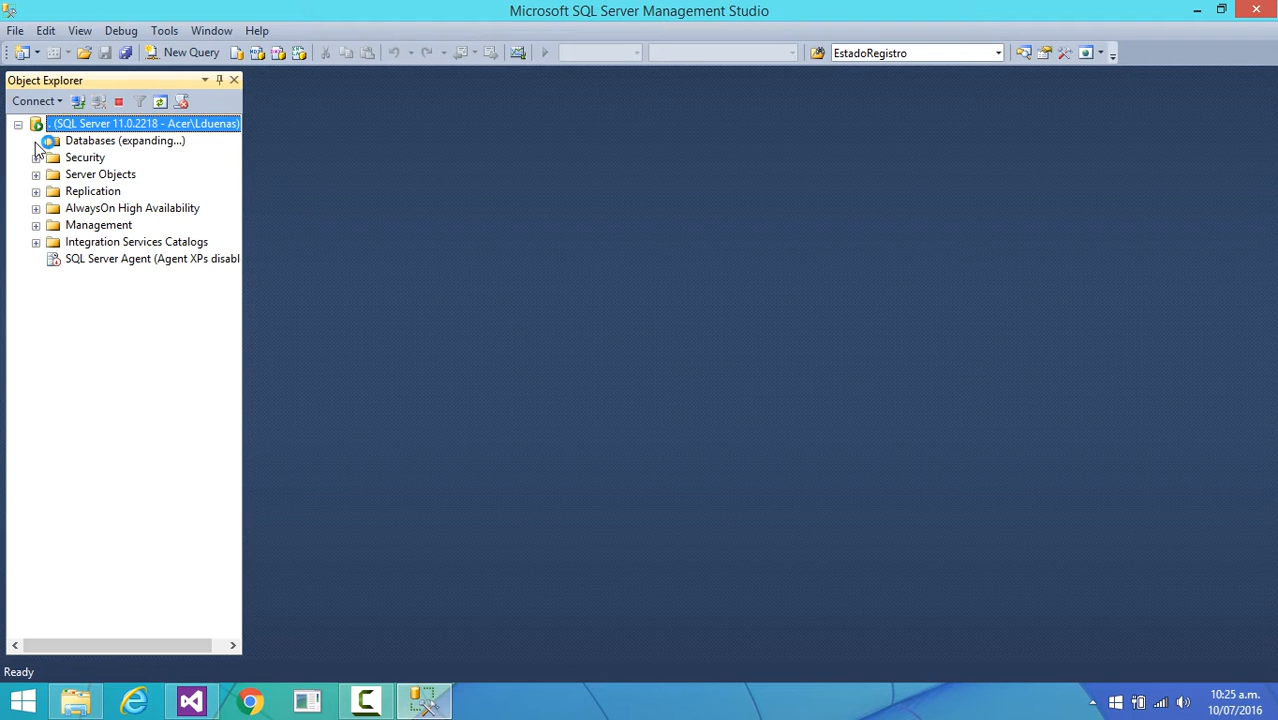 Microsoft SQL Server Management Studio
File Edit View Debug Tools Window Help
New Query
EstadoRegistro
Object Explorer
Connect
. (SQL Server 11.0.2218 - Acer\Lduenas)
Databases (expanding...)
Security
Server Objects
Replication
AlwaysOn High Availability
Management
Integration Services Catalogs
SQL Server Agent (Agent XPs disabl
Ready
10:25 a.m.
10/07/2016